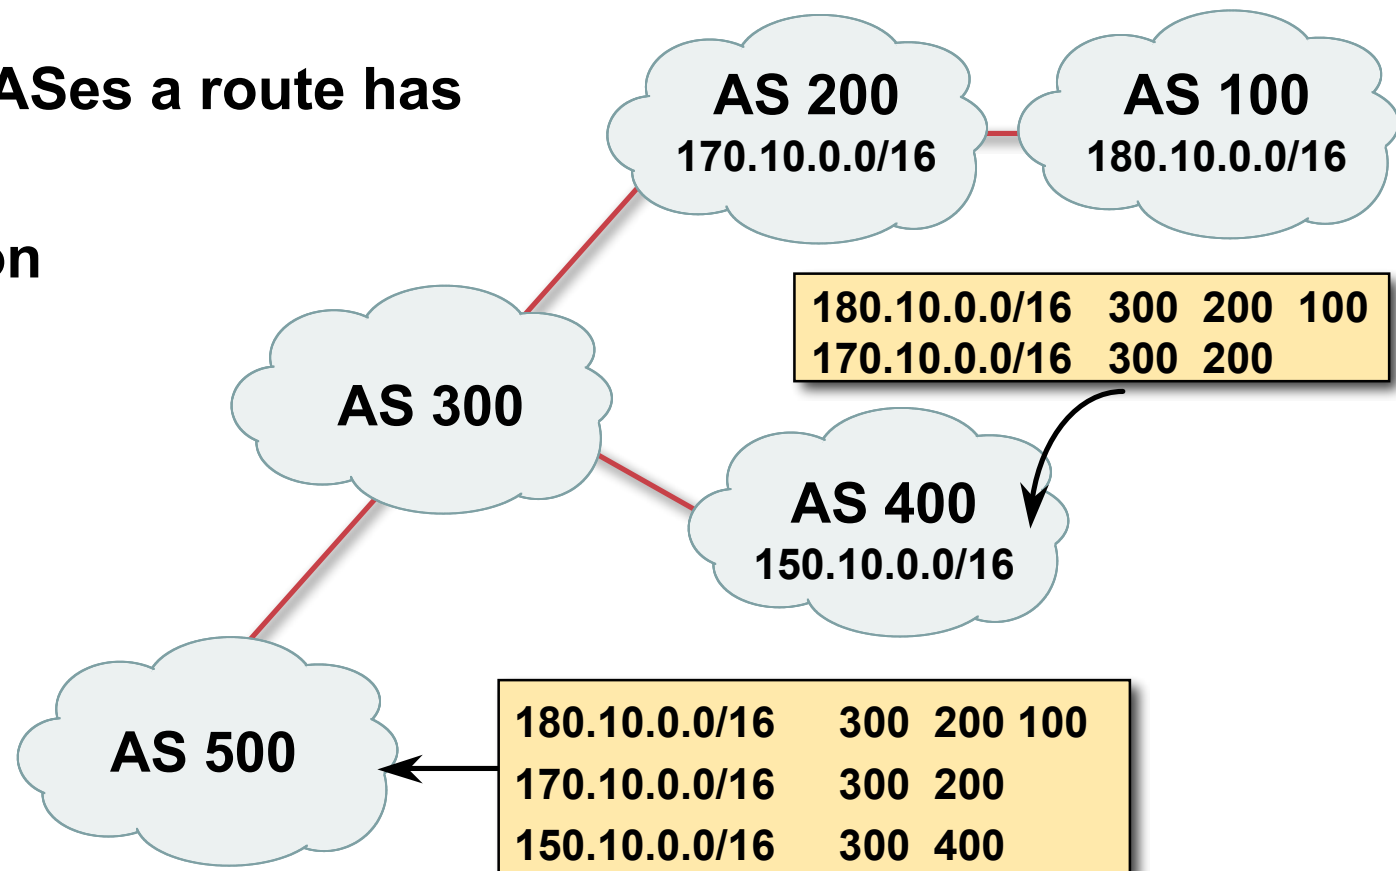 ASes a route has
on
AS 200
170.10.0.0/16
AS 100
180.10.0.0/16
180.10.0.0/16 300 200 100
170.10.0.0/16 300 200
AS 300
AS 400
150.10.0.0/16
AS 500
180.10.0.0/16 300 200 100
170.10.0.0/16 300 200
150.10.0.0/16 300 400